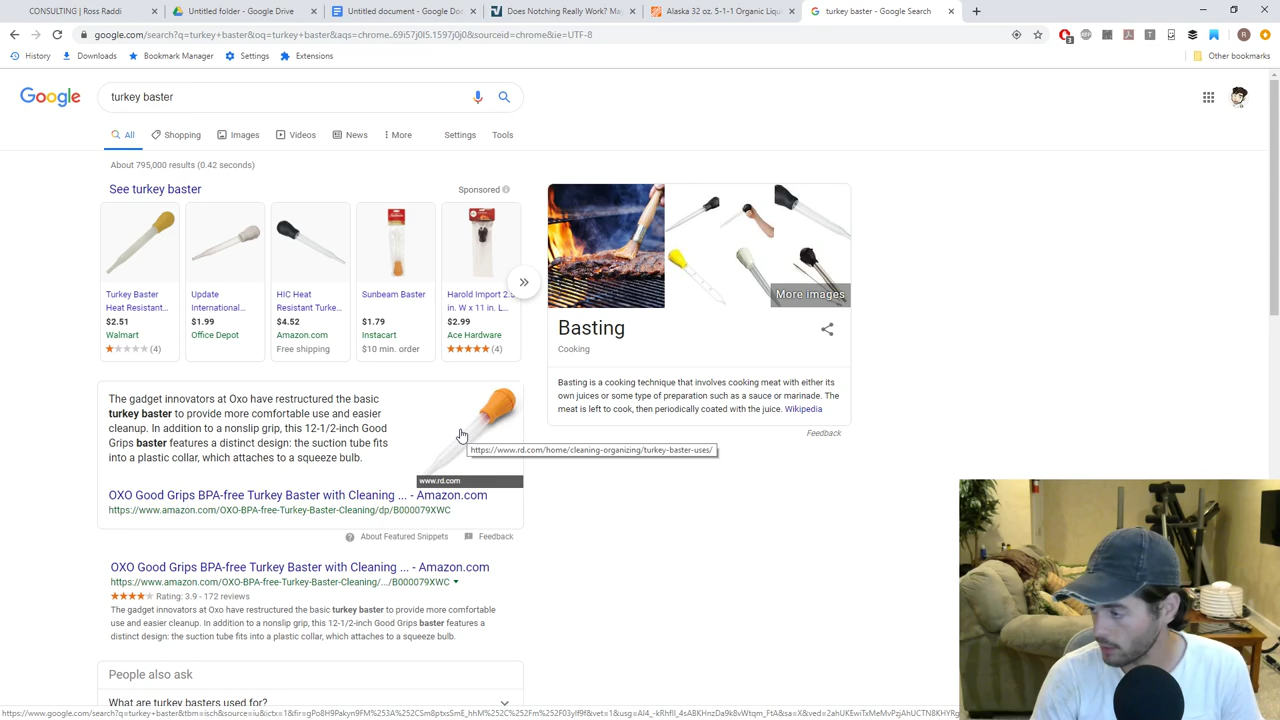 CONSULTING | Ross Drive
Untitled folder - Google Drive
Untitled document - Google Doc
Does Notching Really Work?
Alaska 32 oz. 5-1-1 Organic Liqui
turkey baster - Google Search
google.com/search?q=turkey+baster&oq=turkey+baster&aqs=chrome..69i57j0l5.1597j0j0&sourceid=chrome&ie=UTF-8
3
R
History
Downloads
Bookmark Manager
Settings
Extensions
Other bookmarks
Google
turkey baster
All
Shopping
Images
Videos
News
More
Settings
Tools
About 795,000 results (0.42 seconds)
See turkey baster
Sponsored
Turkey Baster
Heat Resistant...
$2.51
Walmart
(4)
Update
International...
$1.99
Office Depot
HIC Heat
Resistant Turke...
$4.52
Amazon.com
Free shipping
Sunbeam Baster
$1.79
Instacart
$10 min. order
Harold Import 2.
in. W x 11 in. L...
$2.99
Ace Hardware
(4)
More images
Basting
Cooking
Basting is a cooking technique that involves cooking meat with either its
own juices or some type of preparation such as a sauce or marinade. The
meat is left to cook, then periodically coated with the juice. Wikipedia
Feedback
The gadget innovators at Oxo have restructured the basic
turkey baster to provide more comfortable use and easier
cleanup. In addition to a nonslip grip, this 12-1/2-inch Good
Grips baster features a distinct design: the suction tube fits
into a plastic collar, which attaches to a squeeze bulb.
www.rd.com
https://www.rd.com/home/cleaning-organizing/turkey-baster-uses/
OXO Good Grips BPA-free Turkey Baster with Cleaning ... - Amazon.com
https://www.amazon.com/OXO-BPA-free-Turkey-Baster-Cleaning/dp/B000079XWC
About Featured Snippets
Feedback
OXO Good Grips BPA-free Turkey Baster with Cleaning ... - Amazon.com
https://www.amazon.com/OXO-BPA-free-Turkey-Baster-Cleaning/.../B000079XWC
Rating: 3.9 - 172 reviews
The gadget innovators at Oxo have restructured the basic turkey baster to provide more comfortable
use and easier cleanup. In addition to a nonslip grip, this 12-1/2-inch Good Grips baster features a
distinct design: the suction tube fits into a plastic collar, which attaches to a squeeze bulb.
People also ask
What are turkey basters used for?